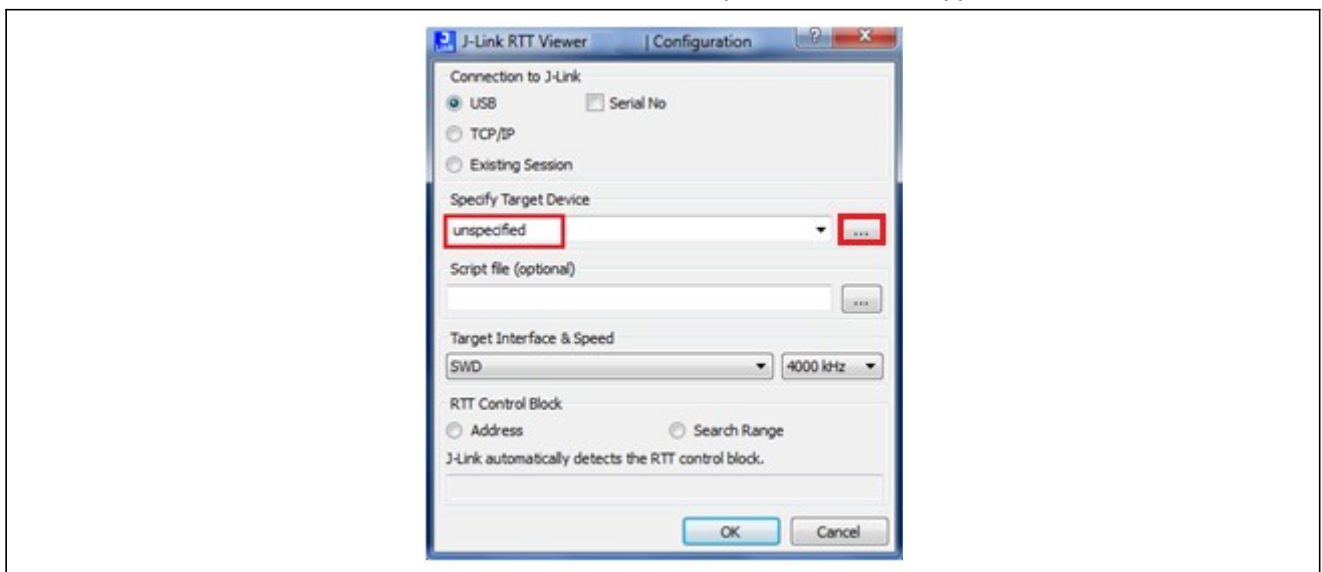 J-Link RTT Viewer | Configuration
Connection to J-Link
USB Serial No
TCP/IP
Existing Session
Specify Target Device
unspecified ...
Script file (optional)
...
Target Interface & Speed
SWD 4000 kHz
RTT Control Block
Address Search Range
J-Link automatically detects the RTT control block.
OK Cancel